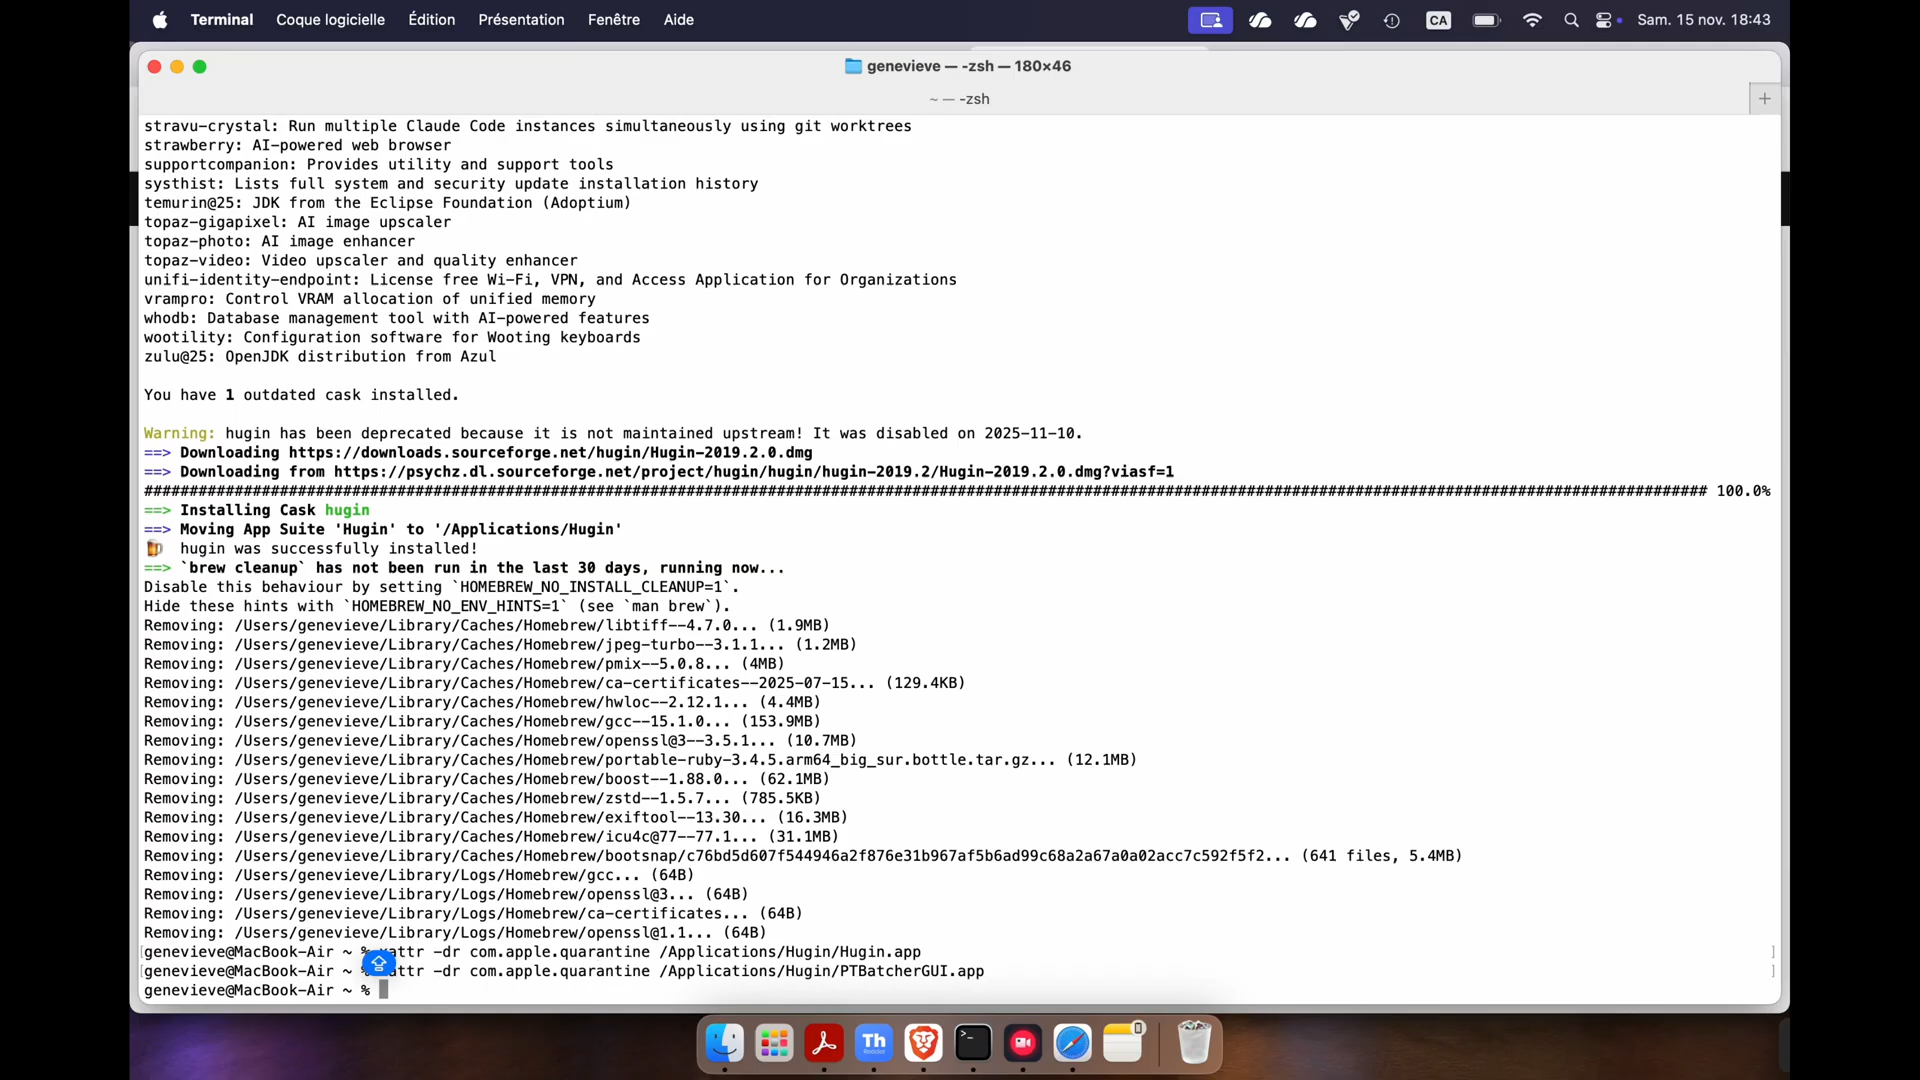 Terminal Coque logicielle Édition Présentation Fenêtre Aide CA Sam. 15 nov. 18:43
genevieve — -zsh — 180×46
~ — -zsh
stravu-crystal: Run multiple Claude Code instances simultaneously using git worktrees
strawberry: AI-powered web browser
supportcompanion: Provides utility and support tools
systhist: Lists full system and security update installation history
temurin@25: JDK from the Eclipse Foundation (Adoptium)
topaz-gigapixel: AI image upscaler
topaz-photo: AI image enhancer
topaz-video: Video upscaler and quality enhancer
unifi-identity-endpoint: License free Wi-Fi, VPN, and Access Application for Organizations
vrampro: Control VRAM allocation of unified memory
whodb: Database management tool with AI-powered features
wootility: Configuration software for Wooting keyboards
zulu@25: OpenJDK distribution from Azul
You have 1 outdated cask installed.
Warning: hugin has been deprecated because it is not maintained upstream! It was disabled on 2025-11-10.
==> Downloading https://downloads.sourceforge.net/hugin/Hugin-2019.2.0.dmg
==> Downloading from https://psychz.dl.sourceforge.net/project/hugin/hugin/hugin-2019.2/Hugin-2019.2.0.dmg?viasf=1
############################################################################################################################################################################# 100.0%
==> Installing Cask hugin
==> Moving App Suite 'Hugin' to '/Applications/Hugin'
🍺 hugin was successfully installed!
==> `brew cleanup` has not been run in the last 30 days, running now...
Disable this behaviour by setting `HOMEBREW_NO_INSTALL_CLEANUP=1`.
Hide these hints with `HOMEBREW_NO_ENV_HINTS=1` (see `man brew`).
Removing: /Users/genevieve/Library/Caches/Homebrew/libtiff--4.7.0... (1.9MB)
Removing: /Users/genevieve/Library/Caches/Homebrew/jpeg-turbo--3.1.1... (1.2MB)
Removing: /Users/genevieve/Library/Caches/Homebrew/pmix--5.0.8... (4MB)
Removing: /Users/genevieve/Library/Caches/Homebrew/ca-certificates--2025-07-15... (129.4KB)
Removing: /Users/genevieve/Library/Caches/Homebrew/hwloc--2.12.1... (4.4MB)
Removing: /Users/genevieve/Library/Caches/Homebrew/gcc--15.1.0... (153.9MB)
Removing: /Users/genevieve/Library/Caches/Homebrew/openssl@3--3.5.1... (10.7MB)
Removing: /Users/genevieve/Library/Caches/Homebrew/portable-ruby-3.4.5.arm64_big_sur.bottle.tar.gz... (12.1MB)
Removing: /Users/genevieve/Library/Caches/Homebrew/boost--1.88.0... (62.1MB)
Removing: /Users/genevieve/Library/Caches/Homebrew/zstd--1.5.7... (785.5KB)
Removing: /Users/genevieve/Library/Caches/Homebrew/exiftool--13.30... (16.3MB)
Removing: /Users/genevieve/Library/Caches/Homebrew/icu4c@77--77.1... (31.1MB)
Removing: /Users/genevieve/Library/Caches/Homebrew/bootsnap/c76bd5d607f544946a2f876e31b967af5b6ad99c68a2a67a0a02acc7c592f5f2... (641 files, 5.4MB)
Removing: /Users/genevieve/Library/Logs/Homebrew/gcc... (64B)
Removing: /Users/genevieve/Library/Logs/Homebrew/openssl@3... (64B)
Removing: /Users/genevieve/Library/Logs/Homebrew/ca-certificates... (64B)
Removing: /Users/genevieve/Library/Logs/Homebrew/openssl@1.1... (64B)
[genevieve@MacBook-Air ~ % xattr -dr com.apple.quarantine /Applications/Hugin/Hugin.app ]
[genevieve@MacBook-Air ~ % xattr -dr com.apple.quarantine /Applications/Hugin/PTBatcherGUI.app ]
genevieve@MacBook-Air ~ %
Th